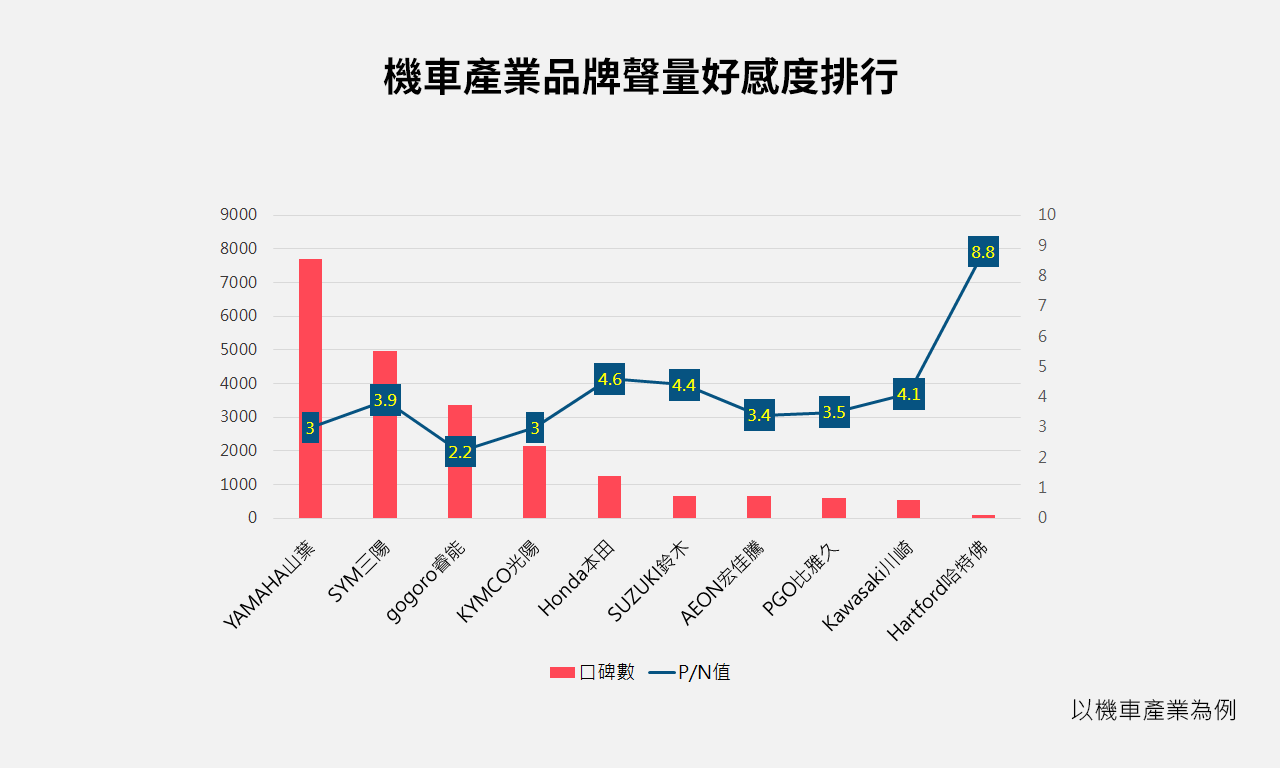 機車產業品牌聲量好感度排行
9000
8000
7000
6000
5000
4000
3000
2000
1000
0
10
9
8
7
6
5
4
3
2
1
0
3
3.9
2.2
3
4.6
4.4
3.4
3.5
4.1
8.8
YAMAHA山葉
SYM三陽
gogoro睿能
KYMCO光陽
Honda本田
SUZUKI鈴木
AEON宏佳騰
PGO比雅久
Kawasaki川崎
Hartford哈特佛
口碑數 P/N值
以機車產業為例